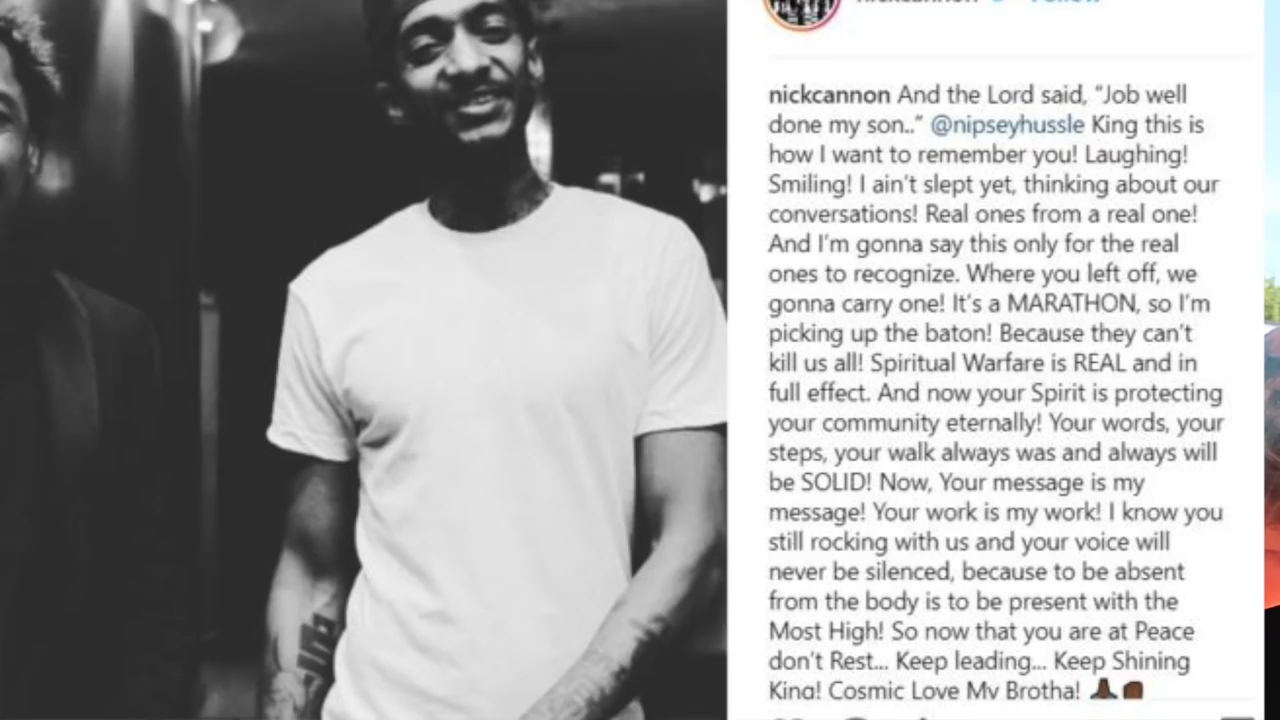 nickcannon Follow
nickcannon And the Lord said, "Job well
done my son.." @nipseyhussle King this is
how I want to remember you! Laughing!
Smiling! I ain't slept yet, thinking about our
conversations! Real ones from a real one!
And I'm gonna say this only for the real
ones to recognize. Where you left off, we
gonna carry one! It's a MARATHON, so I'm
picking up the baton! Because they can't
kill us all! Spiritual Warfare is REAL and in
full effect. And now your Spirit is protecting
your community eternally! Your words, your
steps, your walk always was and always will
be SOLID! Now, Your message is my
message! Your work is my work! I know you
still rocking with us and your voice will
never be silenced, because to be absent
from the body is to be present with the
Most High! So now that you are at Peace
don't Rest... Keep leading... Keep Shining
King! Cosmic Love My Brotha!